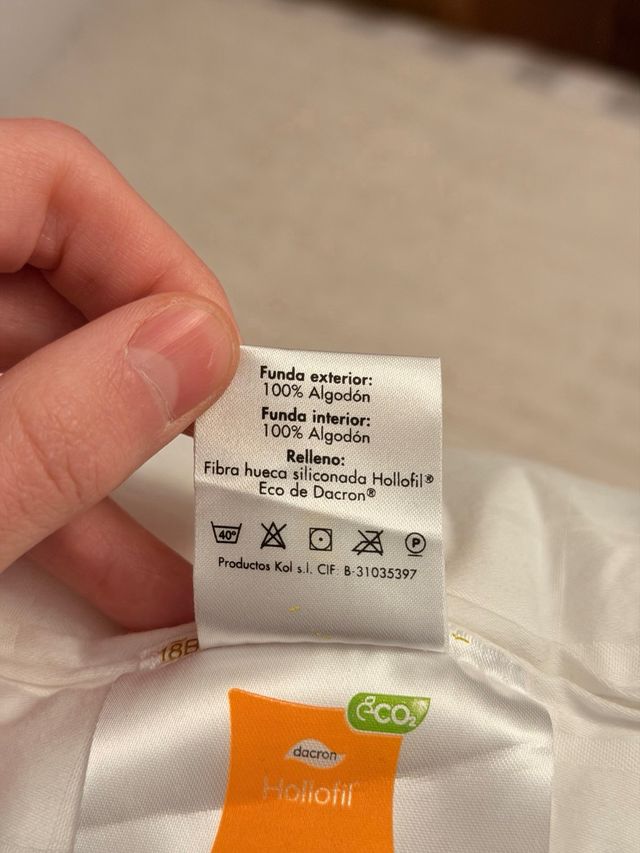 Funda exterior:
100% Algodón
Funda interior:
100% Algodón
Relleno:
Fibra hueca siliconada Hollofil®
Eco de Dacron®
40° P
Productos Kol s.l. CIF: B-31035397
18B
eco2
dacron
Hollofil